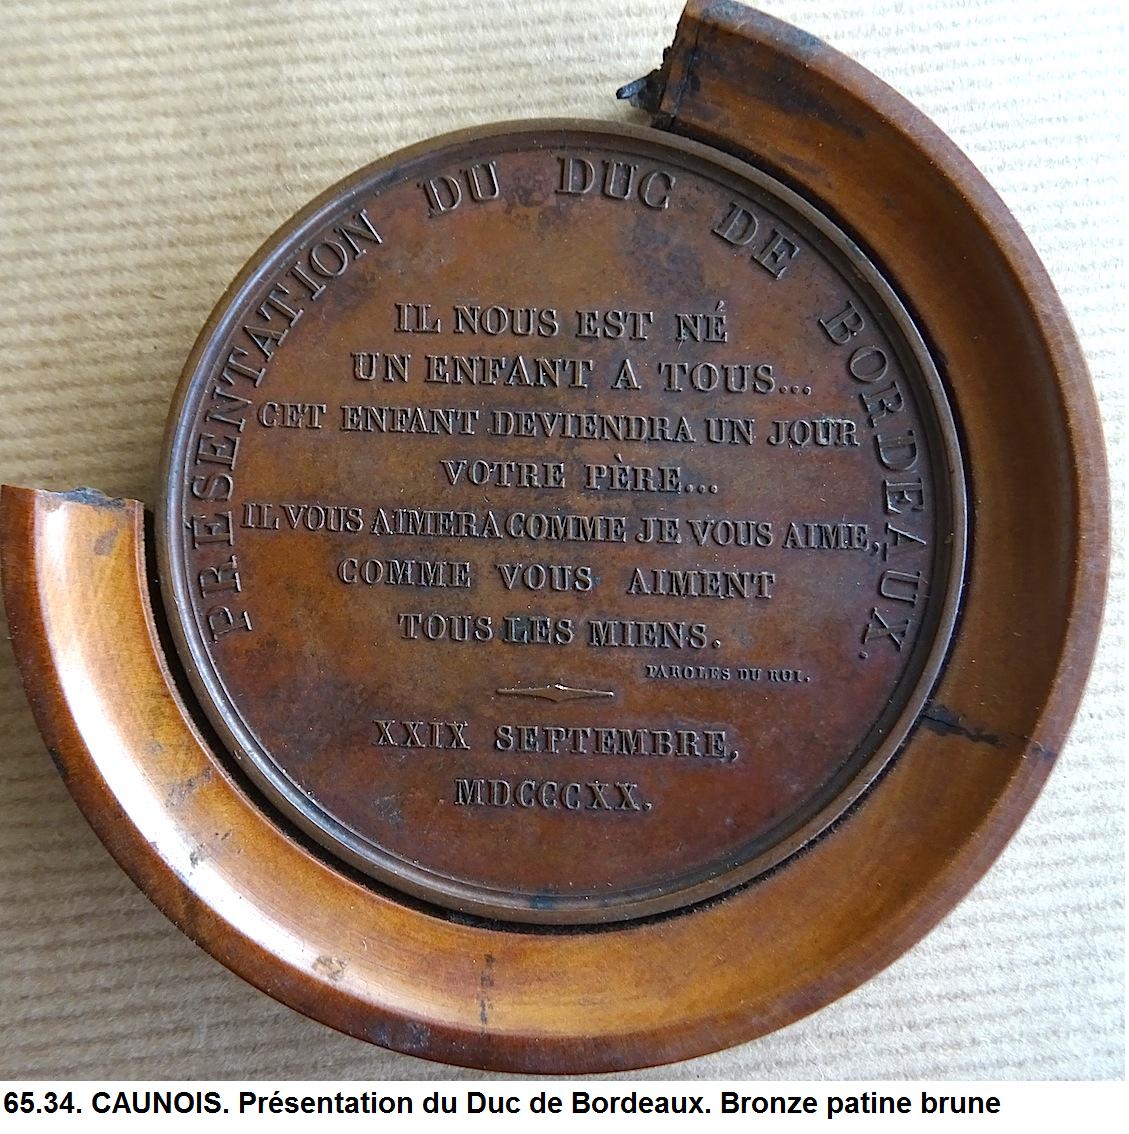 PRÉSENTATION DU DUC DE BORDEAUX.
IL NOUS EST NÉ
UN ENFANT A TOUS...
CET ENFANT DEVIENDRA UN JOUR
VOTRE PÈRE...
IL VOUS AIMERA COMME JE VOUS AIME,
COMME VOUS AIMENT
TOUS LES MIENS.
PAROLES DU ROI.
XXIX SEPTEMBRE,
MDCCCXX.
65.34. CAUNOIS. Présentation du Duc de Bordeaux. Bronze patine brune